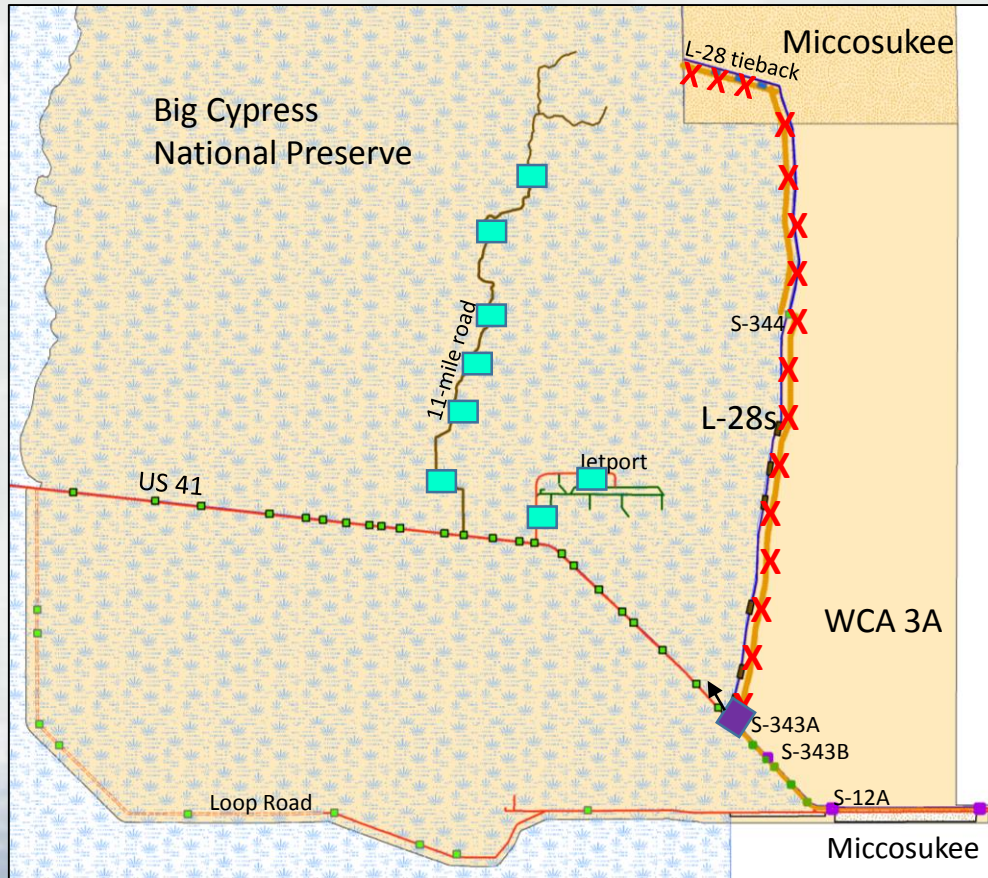 Miccosukee
L-28 tieback
Big Cypress
National Preserve
11-mile road
S-344
L-28s
Jetport
US 41
WCA 3A
S-343A
S-343B
S-12A
Loop Road
Miccosukee